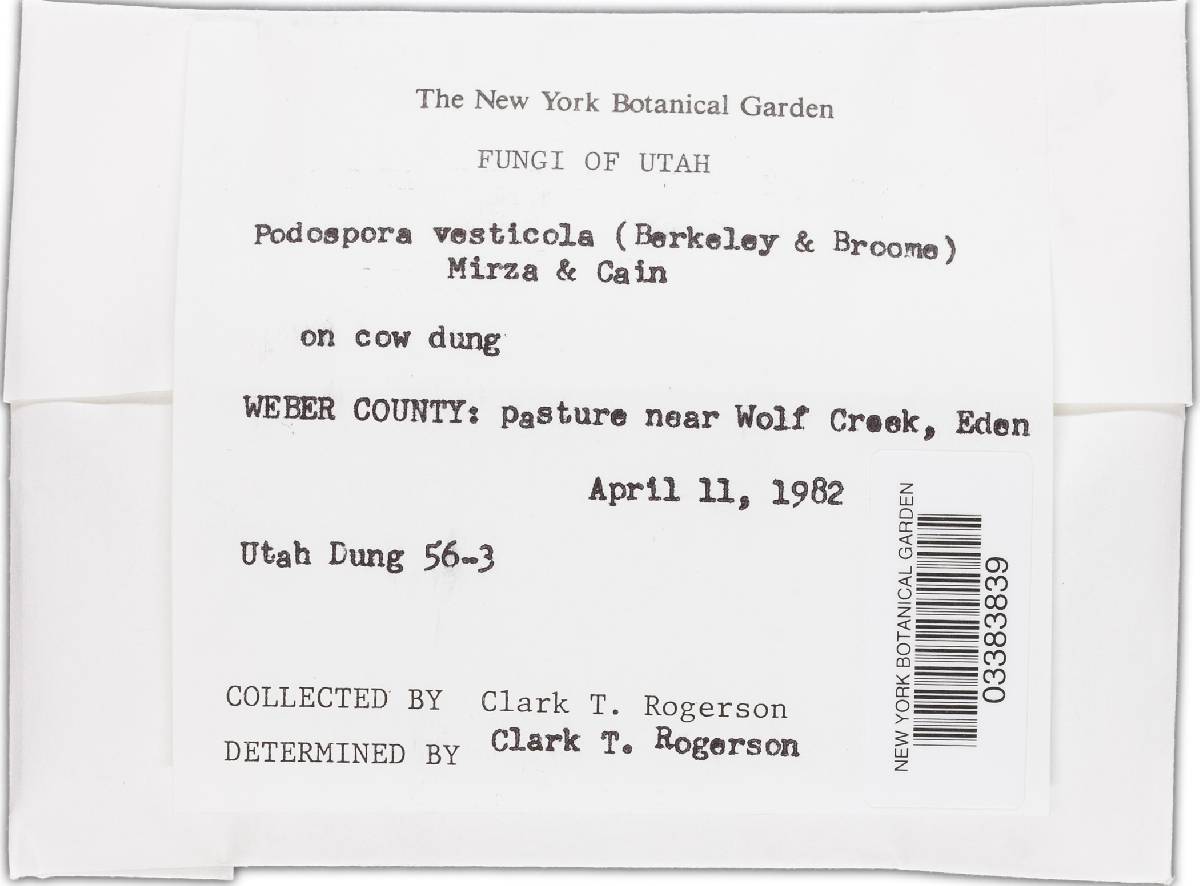 The New York Botanical Garden
FUNGI OF UTAH
Podospora vesticola (Berkeley & Broome)
Mirza & Cain
on cow dung
WEBER COUNTY: pasture near Wolf Creek, Eden
April 11, 1982
Utah Dung 56-3
COLLECTED BY Clark T. Rogerson
DETERMINED BY Clark T. Rogerson
NEW YORK BOTANICAL GARDEN
03383839